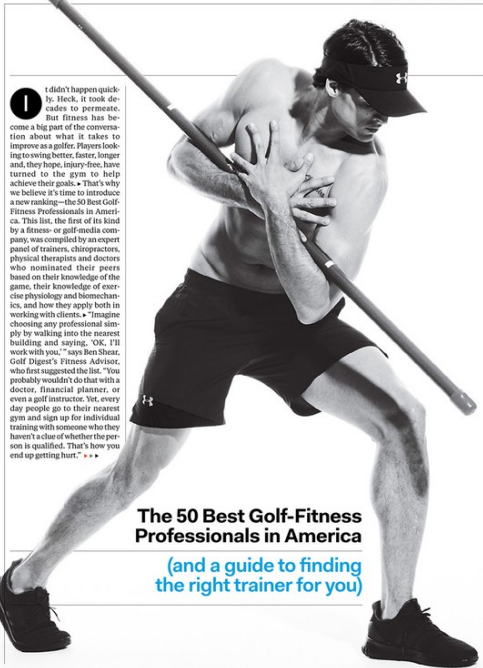 It didn't happen quick-
ly. Heck, it took de-
cades to permeate.
But fitness has be-
come a big part of the conversa-
tion about what it takes to
improve as a golfer. Players look-
ing to swing better, faster, longer
and, they hope, injury-free, have
turned to the gym to help
achieve their goals. ▸ That's why
we believe it's time to introduce
a new ranking—the 50 Best Golf-
Fitness Professionals in Ameri-
ca. This list, the first of its kind
by a fitness- or golf-media com-
pany, was compiled by an expert
panel of trainers, chiropractors,
physical therapists and doctors
who nominated their peers
based on their knowledge of the
game, their knowledge of exer-
cise physiology and biomechan-
ics, and how they apply both in
working with clients. ▸ "Imagine
choosing any professional sim-
ply by walking into the nearest
building and saying, 'OK, I'll
work with you,' " says Ben Shear,
Golf Digest's Fitness Advisor,
who first suggested the list. "You
probably wouldn't do that with a
doctor, financial planner, or
even a golf instructor. Yet, every
day people go to their nearest
gym and sign up for individual
training with someone who they
haven't a clue of whether the per-
son is qualified. That's how you
end up getting hurt." ▸ ▸ ▸
The 50 Best Golf-Fitness
Professionals in America
(and a guide to finding
the right trainer for you)